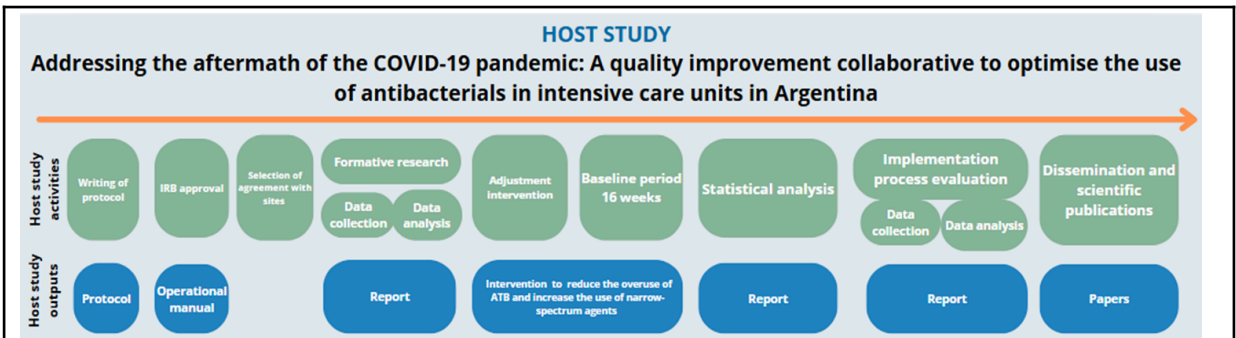 HOST STUDY
Addressing the aftermath of the COVID-19 pandemic: A quality improvement collaborative to optimise the use
of antibacterials in intensive care units in Argentina
Host study
activities
Writing of
protocol
IRB approval
Selection of
agreement with
sites
Formative research
Data
collection
Data
analysis
Adjustment
intervention
Baseline period
16 weeks
Statistical analysis
Implementation
process evaluation
Data
collection
Data analysis
Dissemination and
scientific
publications
Host study
outputs
Protocol
Operational
manual
Report
Intervention to reduce the overuse of
ATB and increase the use of narrow-
spectrum agents
Report
Report
Papers